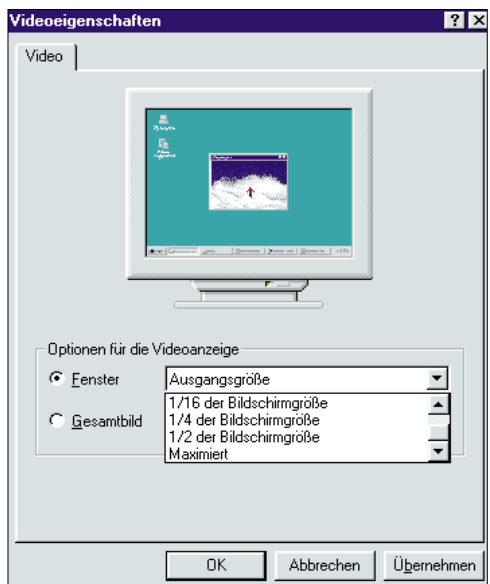 Videoeigenschaften
Video
Optionen für die Videoanzeige
Fenster
Ausgangsgröße
1/16 der Bildschirmgröße
Gesamtbild
1/4 der Bildschirmgröße
1/2 der Bildschirmgröße
Maximiert
OK
Abbrechen
Übernehmen